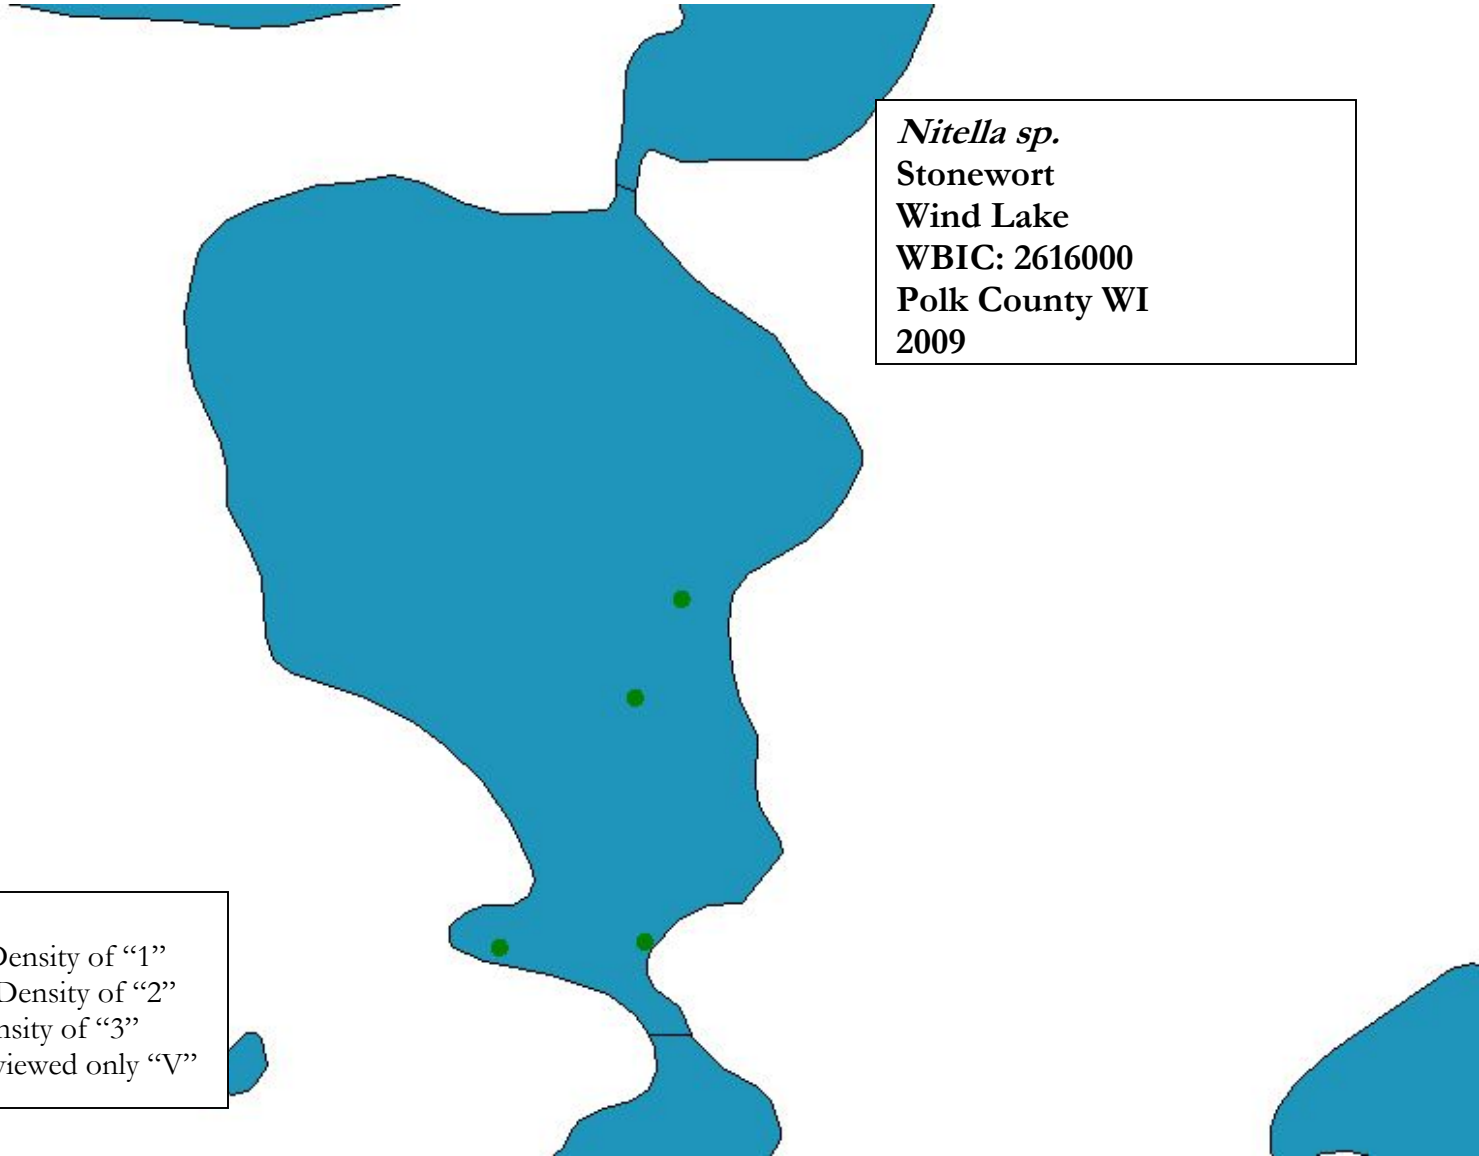 Nitella sp.
Stonewort
Wind Lake
WBIC: 2616000
Polk County WI
2009
Density of “1”
Density of “2”
of “3”
viewed only “V”